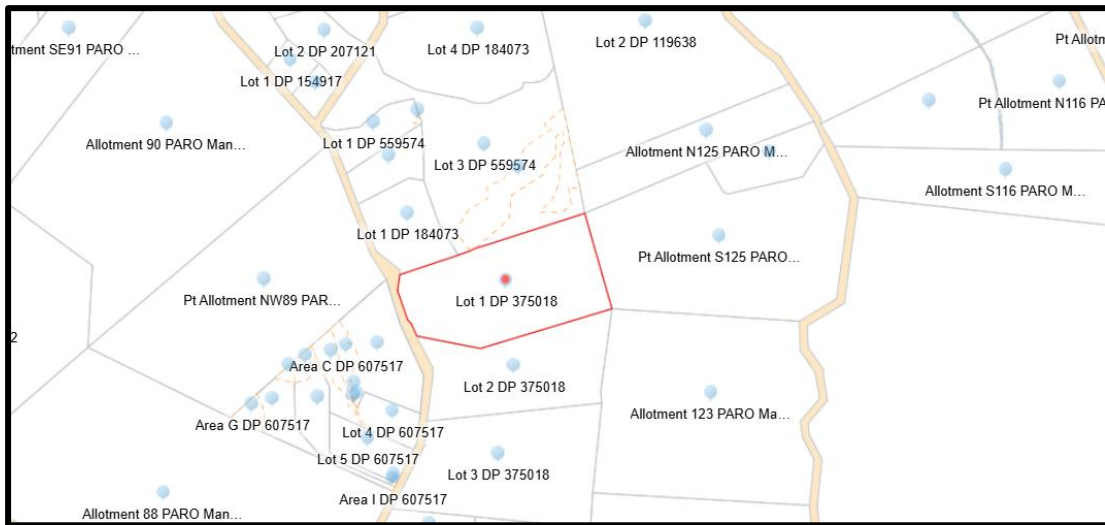 Lot 2 DP 207121
Lot 4 DP 184073
Lot 2 DP 119638
Pt Allotm
tment SE91 PARO ...
Lot 1 DP 154917
Pt Allotment N116 PA
Allotment 90 PARO Man...
Lot 1 DP 559574
Lot 3 DP 559574
Allotment N125 PARO M...
Allotment S116 PARO M...
Lot 1 DP 184073
Pt Allotment S125 PARO...
Pt Allotment NW89 PAR...
Lot 1 DP 375018
2
Area C DP 607517
Lot 2 DP 375018
Allotment 123 PARO Ma...
Area G DP 607517
Lot 4 DP 607517
Lot 5 DP 607517
Lot 3 DP 375018
Area I DP 607517
Allotment 88 PARO Man...